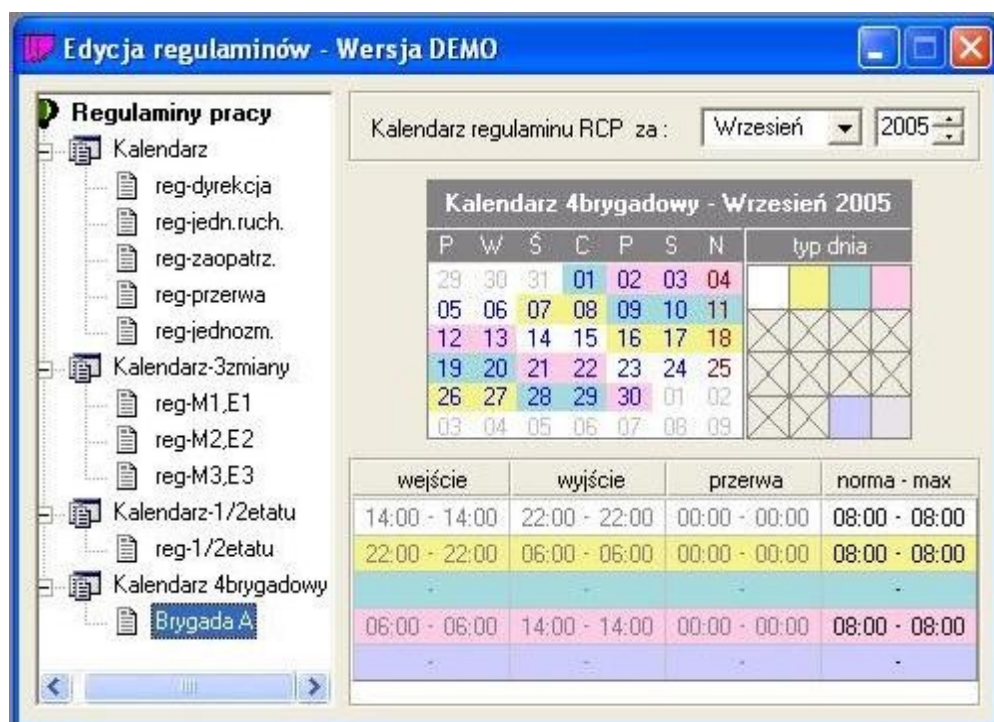 Edycja regulaminów - Wersja DEMO
Regulaminy pracy
Kalendarz
reg-dyrekcja
reg-jedn.ruch.
reg-zaopatrz.
reg-przerwa
reg-jednozm.
Kalendarz-3zmiany
reg-M1,E1
reg-M2,E2
reg-M3,E3
Kalendarz-1/2etatu
reg-1/2etatu
Kalendarz 4brygadowy
Brygada A
Kalendarz regulaminu RCP za : Wrzesień 2005
Kalendarz 4brygadowy - Wrzesień 2005
P W Ś C P S N typ dnia
29 30 31 01 02 03 04
05 06 07 08 09 10 11
12 13 14 15 16 17 18
19 20 21 22 23 24 25
26 27 28 29 30 01 02
03 04 05 06 07 08 09
wejście wyjście przerwa norma - max
14:00 - 14:00 22:00 - 22:00 00:00 - 00:00 08:00 - 08:00
22:00 - 22:00 06:00 - 06:00 00:00 - 00:00 08:00 - 08:00
- - - -
06:00 - 06:00 14:00 - 14:00 00:00 - 00:00 08:00 - 08:00
- - - -